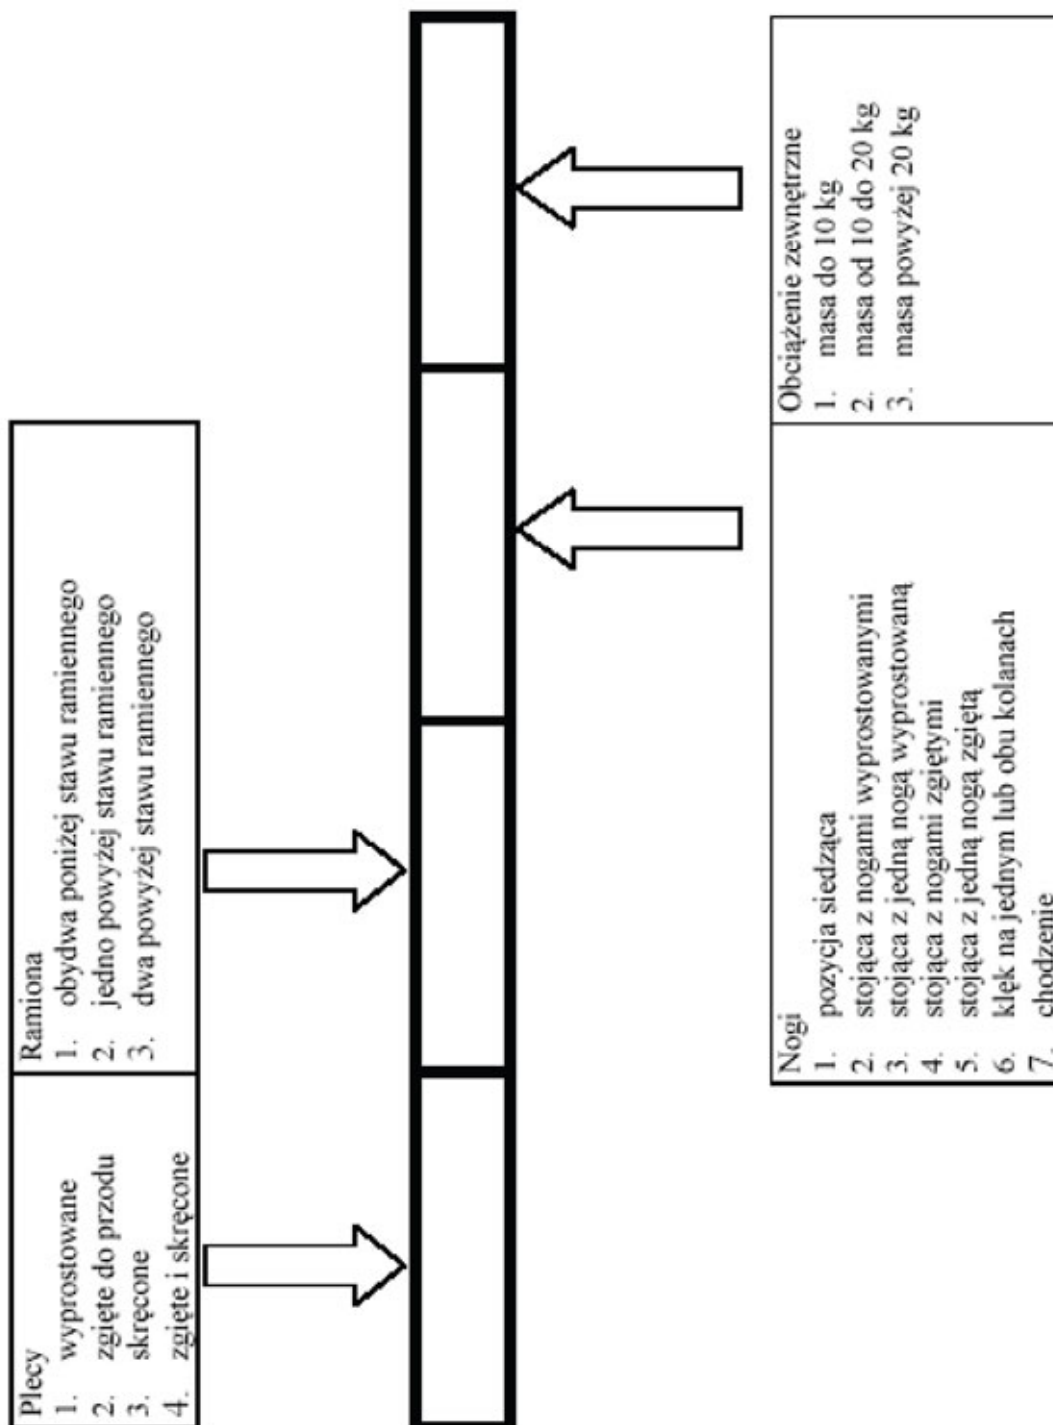 Plecy
1. wyprostowane
2. zgięte do przodu
3. skręcone
4. zgięte i skręcone
Ramiona
1. obydwa poniżej stawu ramiennego
2. jedno powyżej stawu ramiennego
3. dwa powyżej stawu ramiennego
Nogi
1. pozycja siedząca
2. stojąca z nogami wyprostowanymi
3. stojąca z jedną nogą wyprostowaną
4. stojąca z nogami zgiętymi
5. stojąca z jedną nogą zgiętą
6. klęk na jednym lub obu kolanach
7. chodzenie
Obciążenie zewnętrzne
1. masa do 10 kg
2. masa od 10 do 20 kg
3. masa powyżej 20 kg